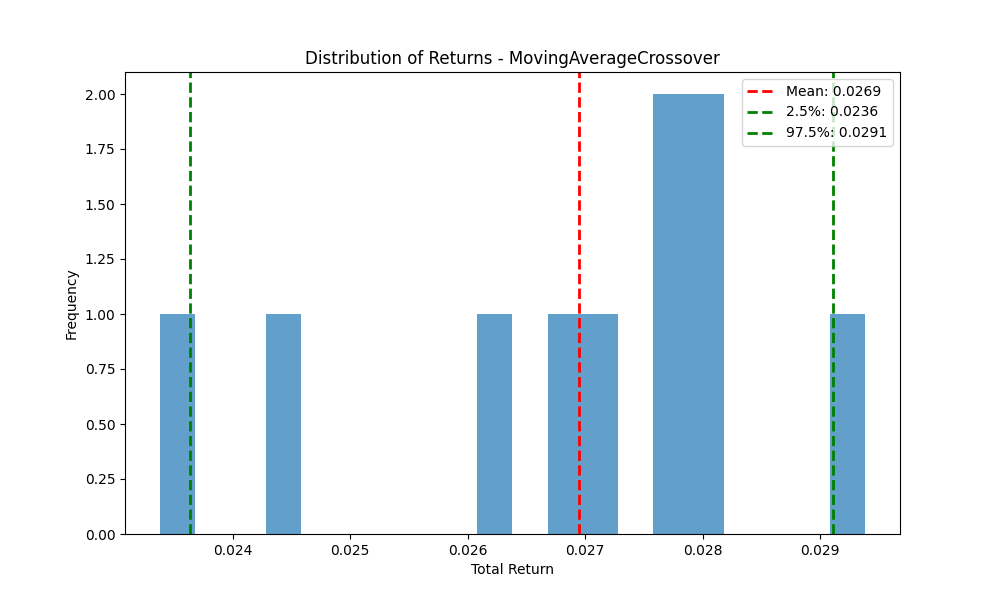 Distribution of Returns - MovingAverageCrossover
Mean: 0.0269
2.5%: 0.0236
97.5%: 0.0291
2.00
1.75
1.50
1.25
1.00
0.75
0.50
0.25
0.00
Frequency
0.024 0.025 0.026 0.027 0.028 0.029
Total Return